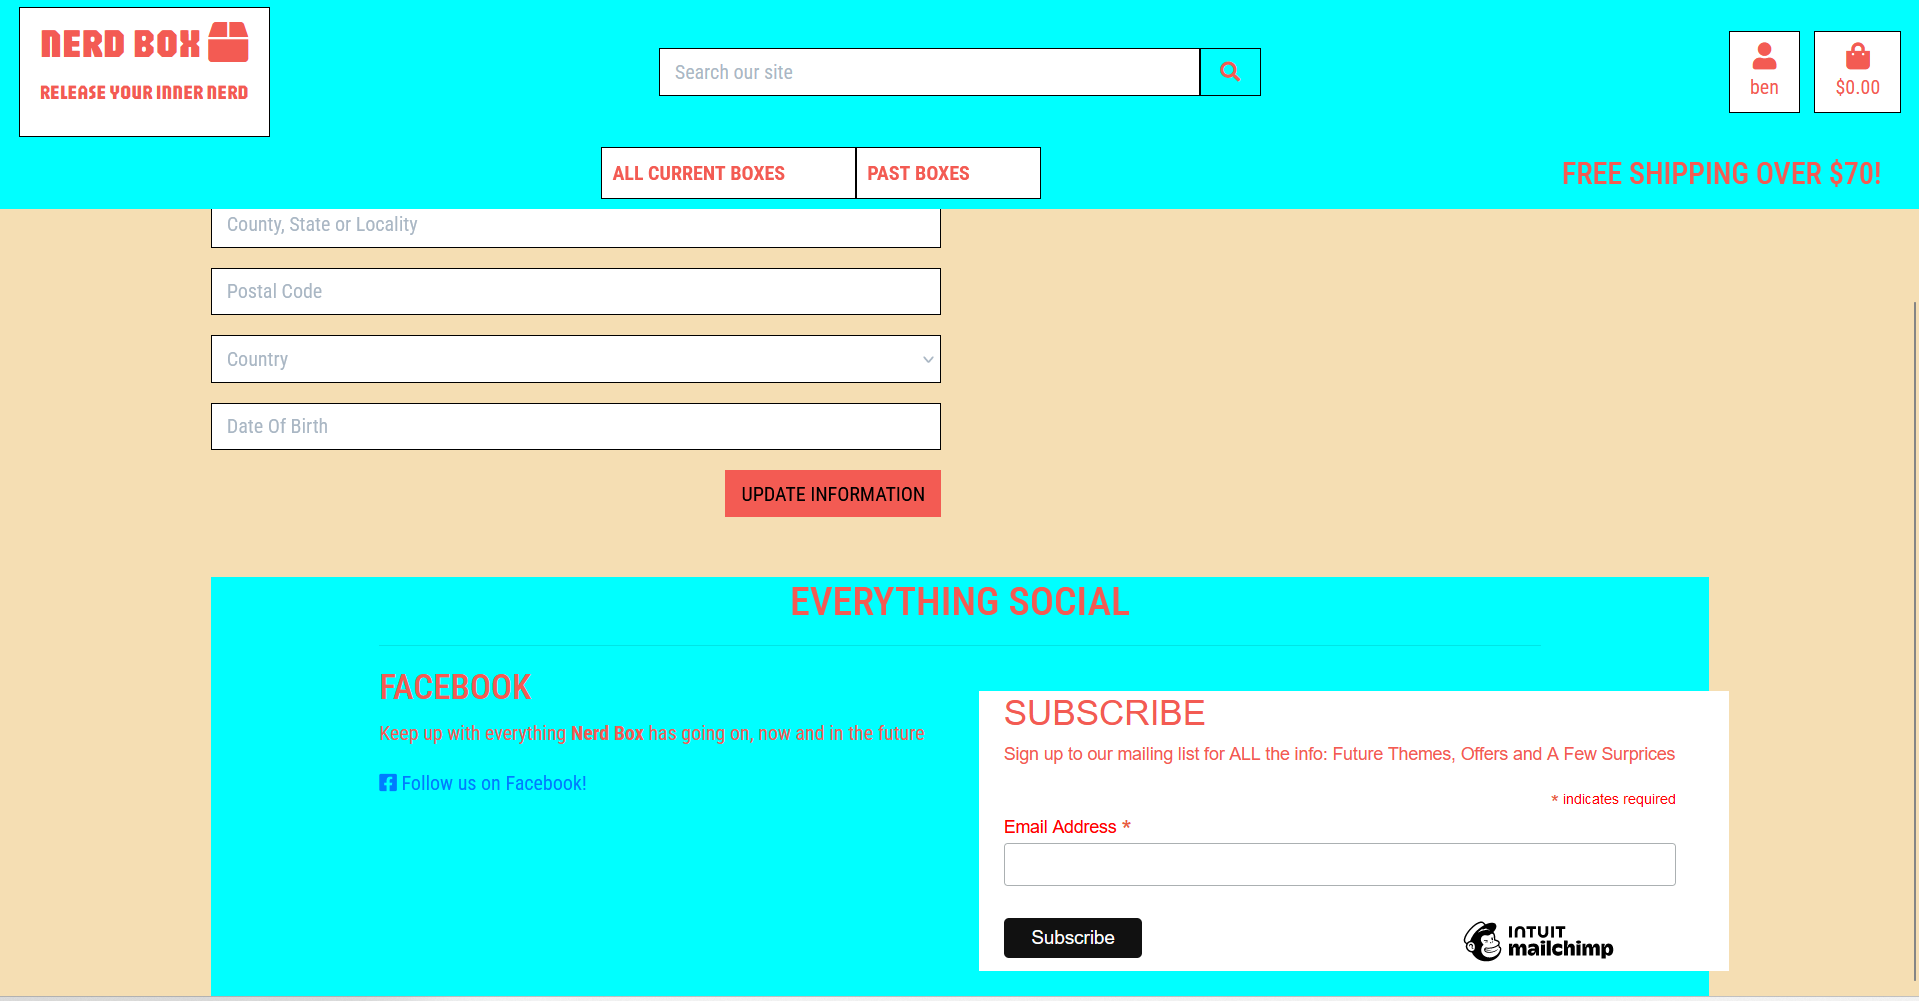 NERD BOX
RELEASE YOUR INNER NERD
Search our site
ben
$0.00
ALL CURRENT BOXES
PAST BOXES
FREE SHIPPING OVER $70!
County, State or Locality
Postal Code
Country
Date Of Birth
UPDATE INFORMATION
EVERYTHING SOCIAL
FACEBOOK
Keep up with everything Nerd Box has going on, now and in the future
Follow us on Facebook!
SUBSCRIBE
Sign up to our mailing list for ALL the info: Future Themes, Offers and A Few Surprices
* indicates required
Email Address *
Subscribe
INTUIT
mailchimp